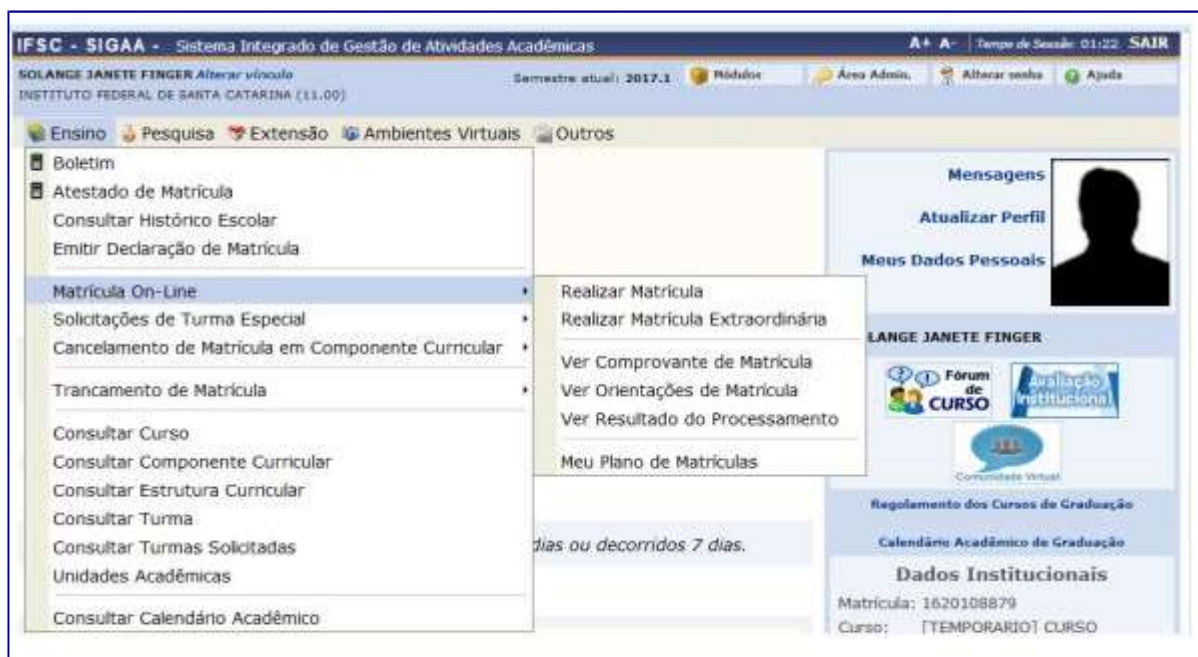 IFSC - SIGAA - Sistema Integrado de Gestão de Atividades Acadêmicas A+ A- Tempo de Sessão: 01:22 SAIR
SOLANGE JANETE FINGER Alterar vínculo Semestre atual: 2017.1 Módulos Área Admin. Alterar senha Ajuda
INSTITUTO FEDERAL DE SANTA CATARINA (11.00)
Ensino Pesquisa Extensão Ambientes Virtuais Outros
Boletim
Atestado de Matrícula
Consultar Histórico Escolar
Emitir Declaração de Matrícula
Matrícula On-Line
Solicitações de Turma Especial
Cancelamento de Matrícula em Componente Curricular
Trancamento de Matrícula
Consultar Curso
Consultar Componente Curricular
Consultar Estrutura Curricular
Consultar Turma
Consultar Turmas Solicitadas
Unidades Acadêmicas
Consultar Calendário Acadêmico
Realizar Matrícula
Realizar Matrícula Extraordinária
Ver Comprovante de Matrícula
Ver Orientações de Matrícula
Ver Resultado do Processamento
Meu Plano de Matrículas
dias ou decorridos 7 dias.
Mensagens
Atualizar Perfil
Meus Dados Pessoais
LANGE JANETE FINGER
Fórum
de
CURSO
Avaliação
Institucional
Comunidade Virtual
Regulamento dos Cursos de Graduação
Calendário Acadêmico de Graduação
Dados Institucionais
Matrícula: 1620108879
Curso: [TEMPORARIO] CURSO